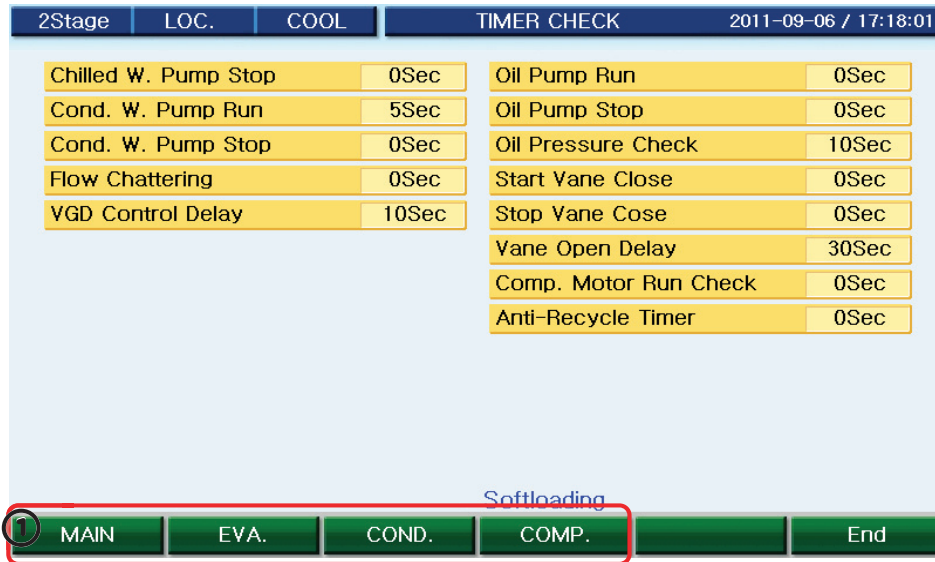 2Stage LOC. COOL TIMER CHECK 2011-09-06 / 17:18:01
Chilled W. Pump Stop 0Sec
Cond. W. Pump Run 5Sec
Cond. W. Pump Stop 0Sec
Flow Chattering 0Sec
VGD Control Delay 10Sec
Oil Pump Run 0Sec
Oil Pump Stop 0Sec
Oil Pressure Check 10Sec
Start Vane Close 0Sec
Stop Vane Cose 0Sec
Vane Open Delay 30Sec
Comp. Motor Run Check 0Sec
Anti-Recycle Timer 0Sec
Softloading
① MAIN EVA. COND. COMP. End